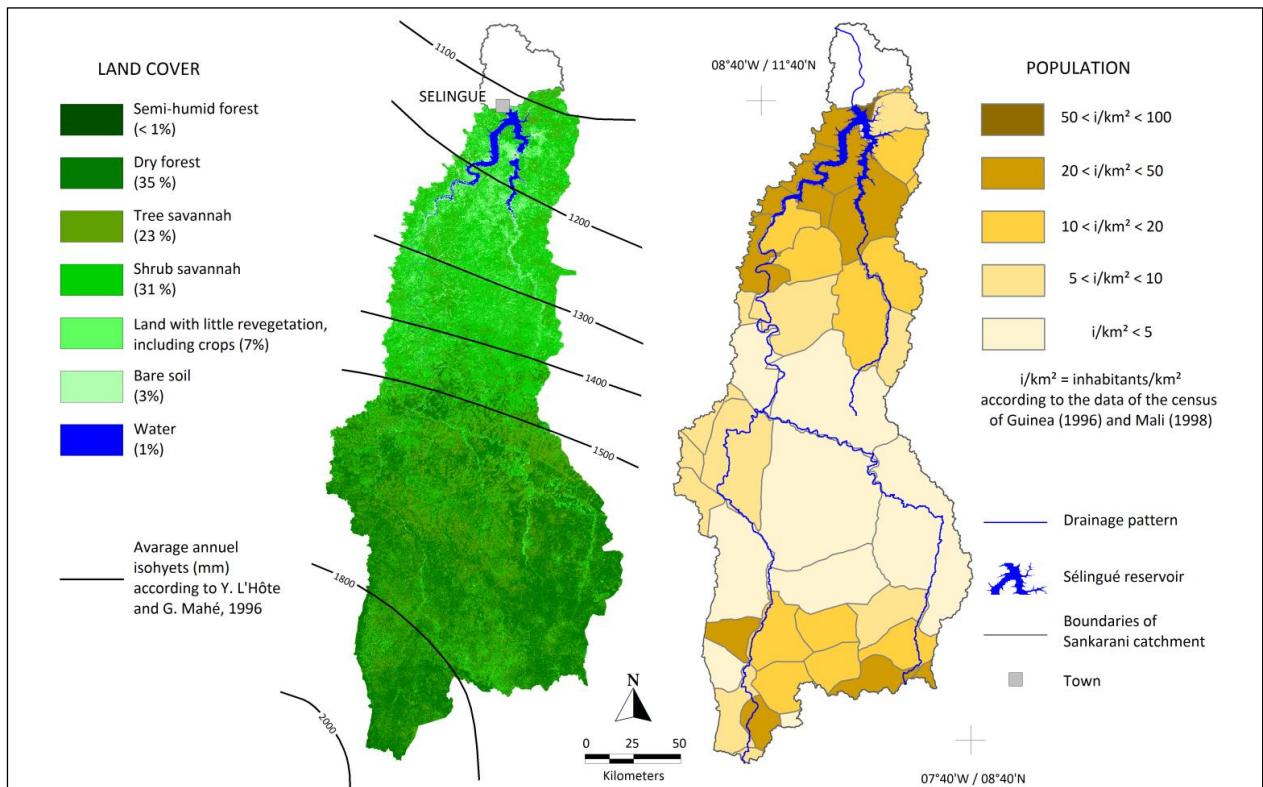 LAND COVER
Semi-humid forest
(< 1%)
Dry forest
(35 %)
Tree savannah
(23 %)
Shrub savannah
(31 %)
Land with little revegetation,
including crops (7%)
Bare soil
(3%)
Water
(1%)
Avarage annuel
isohyets (mm)
according to Y. L'Hôte
and G. Mahé, 1996
1100
SELINGUE
1200
1300
1400
1500
1800
2000
N
0 25 50
Kilometers
08°40'W / 11°40'N
07°40'W / 08°40'N
POPULATION
50 < i/km² < 100
20 < i/km² < 50
10 < i/km² < 20
5 < i/km² < 10
i/km² < 5
i/km² = inhabitants/km²
according to the data of the census
of Guinea (1996) and Mali (1998)
Drainage pattern
Sélingué reservoir
Boundaries of
Sankarani catchment
Town